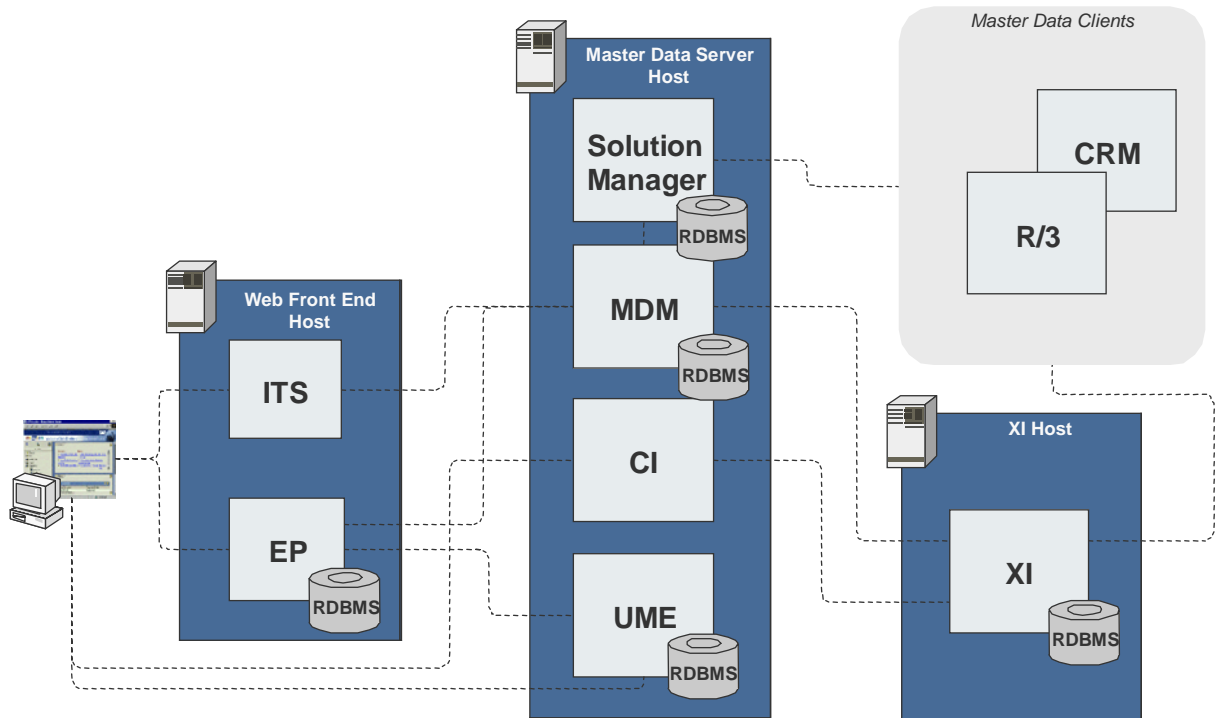 Master Data Clients
CRM
R/3
Master Data Server
Host
Solution
Manager
RDBMS
MDM
RDBMS
CI
UME
RDBMS
Web Front End
Host
ITS
EP
RDBMS
XI Host
XI
RDBMS